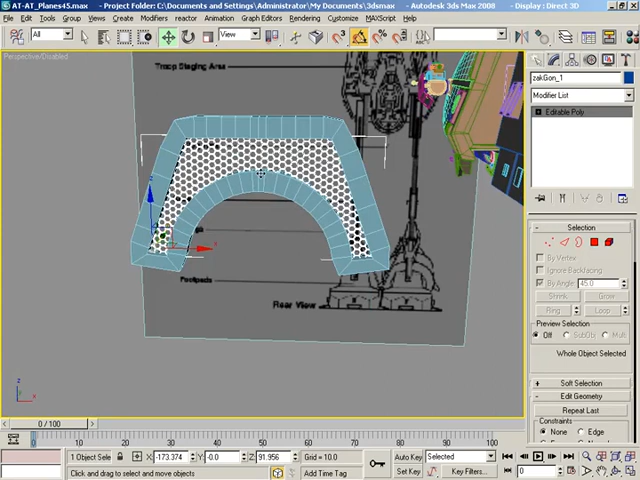 AT-AT_Planes45.max - Project Folder: C:\Documents and Settings\Administrator\My Documents\3dsmax - Autodesk 3ds Max 2008 - Display : Direct 3D
File Edit Tools Group Views Create Modifiers reactor Animation Graph Editors Rendering Customize MAXScript Help
All View
Perspective/Disabled
Troop Staging Area
Footpads
Rear View
zakGon_1
Modifier List
Editable Poly
Selection
By Vertex
Ignore Backfacing
By Angle: 45.0
Shrink Grow
Ring Loop
Preview Selection
Off SubObj Multi
Whole Object Selected
Soft Selection
Edit Geometry
Repeat Last
Constraints
None Edge
z
x
0 / 100
0 10 20 30 40 50 60 70 80 90 100
1 Object Sele X: -173.374 Y: -0.0 Z: 91.956 Grid = 10.0 Auto Key Selected
Click and drag to select and move objects Add Time Tag Set Key Key Filters... 0